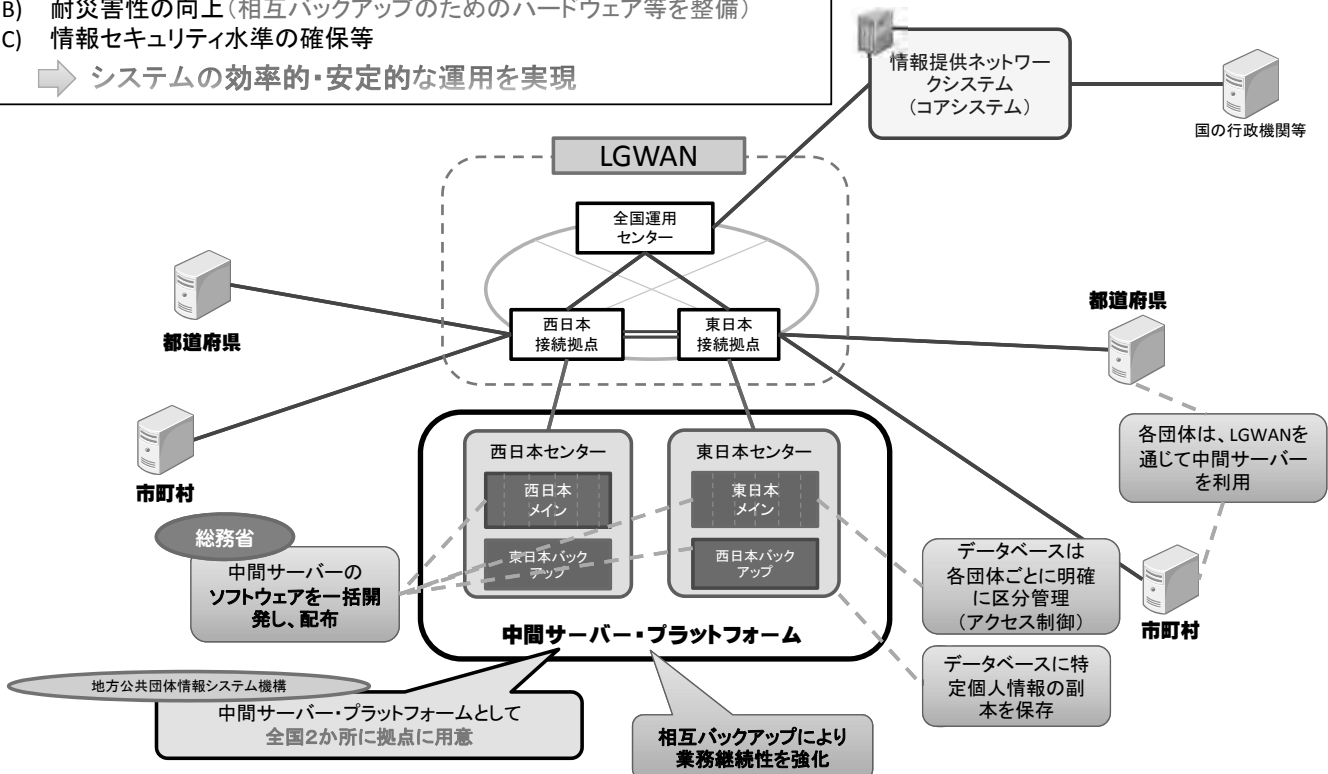 B) 耐災害性の向上(相互バックアップのためのハードウェア等を整備)
C) 情報セキュリティ水準の確保等
システムの効率的・安定的な運用を実現
情報提供ネットワー
クシステム
(コアシステム)
国の行政機関等
LGWAN
全国運用
センター
西日本
接続拠点
東日本
接続拠点
都道府県
市町村
都道府県
各団体は、LGWANを
通じて中間サーバー
を利用
市町村
西日本センター
西日本
メイン
東日本バック
アップ
東日本センター
東日本
メイン
西日本バック
アップ
中間サーバー・プラットフォーム
総務省
中間サーバーの
ソフトウェアを一括開
発し、配布
データベースは
各団体ごとに明確
に区分管理
(アクセス制御)
データベースに特
定個人情報の副
本を保存
地方公共団体情報システム機構
中間サーバー・プラットフォームとして
全国2か所に拠点に用意
相互バックアップにより
業務継続性を強化